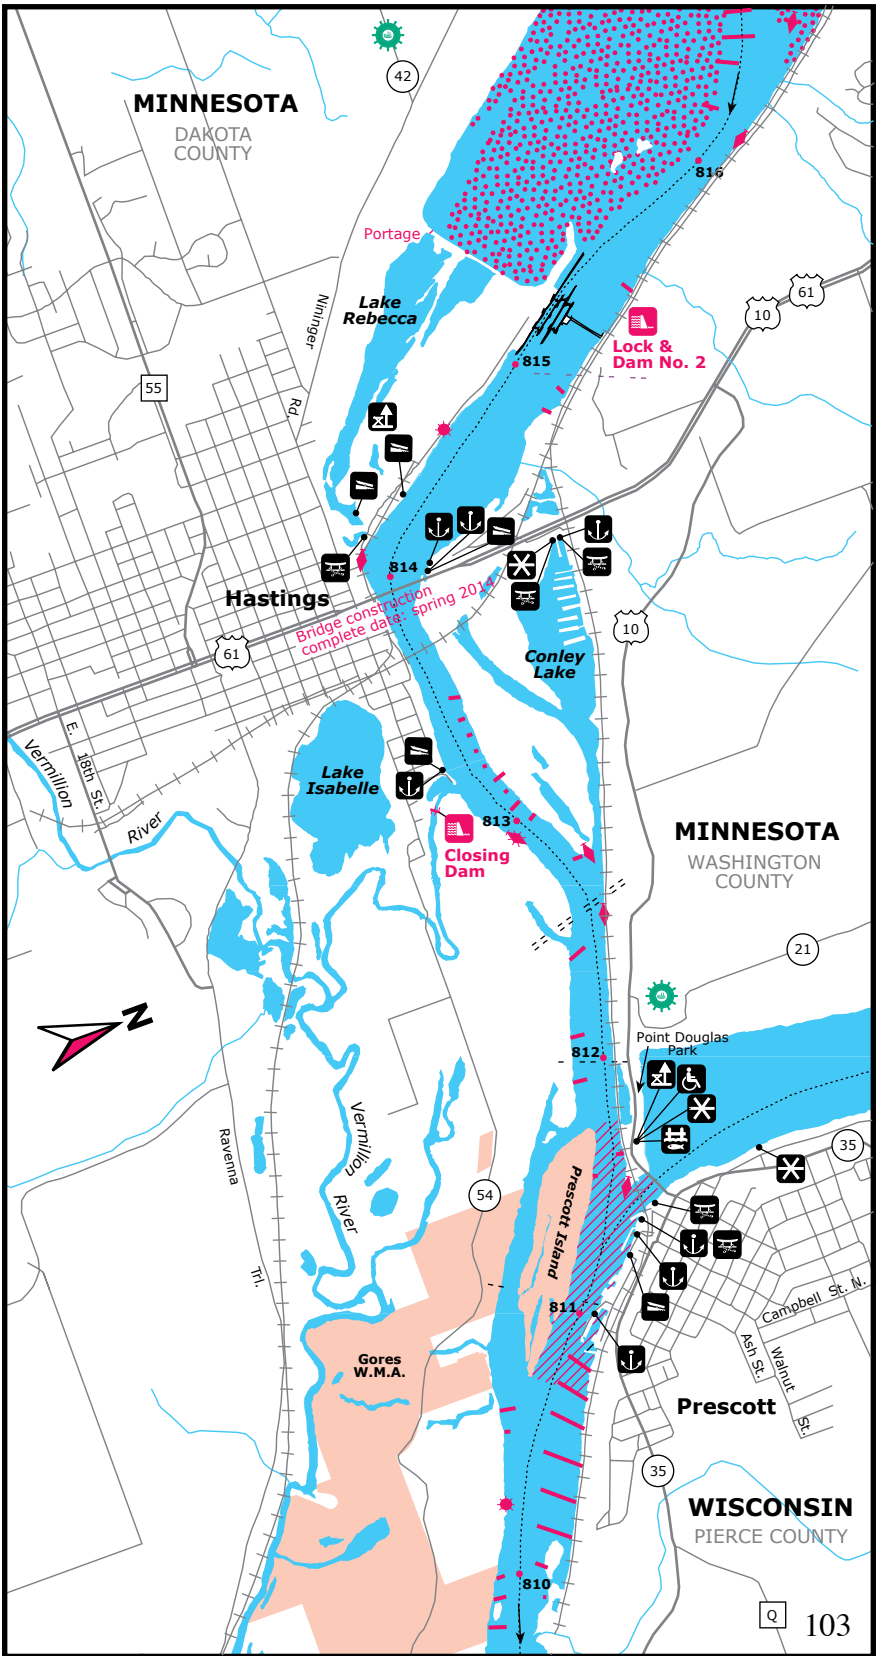 42
MINNESOTA
DAKOTA
COUNTY
816
Portage
61
10
Lake
Rebecca
Nininger
Rd.
Lock &
Dam No. 2
815
55
814
Hastings
Bridge construction
complete date: spring 2014
61
10
Conley
Lake
E. 18th St.
Vermillion
River
Lake
Isabelle
813
Closing
Dam
MINNESOTA
WASHINGTON
COUNTY
21
N
812
Point Douglas
Park
Vermillion
River
Ravenna
Trl.
35
54
Prescott Island
811
Campbell St. N.
Ash St.
Walnut
St.
Gores
W.M.A.
Prescott
35
WISCONSIN
PIERCE COUNTY
810
Q
103